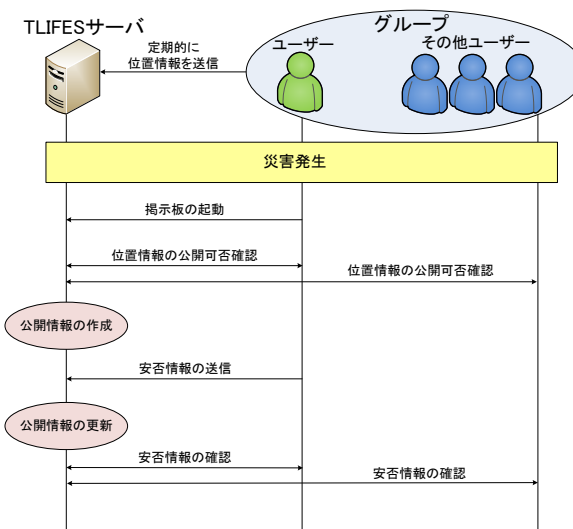 TLIFESサーバ
グループ
定期的に
位置情報を送信
ユーザー
その他ユーザー
災害発生
掲示板の起動
位置情報の公開可否確認
位置情報の公開可否確認
公開情報の作成
安否情報の送信
公開情報の更新
安否情報の確認
安否情報の確認